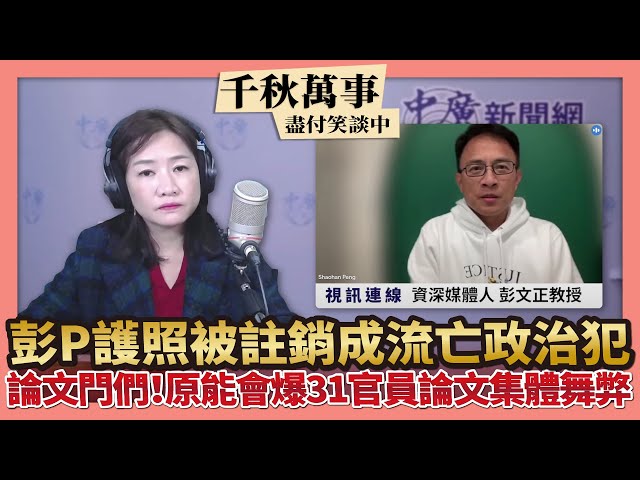 千秋萬事
盡付笑談中
中廣新聞網
Shaohan Peng
JUSTICE
視訊連線 資深媒體人 彭文正教授
彭P護照被註銷成流亡政治犯
論文門們!原能會爆31官員論文集體舞弊